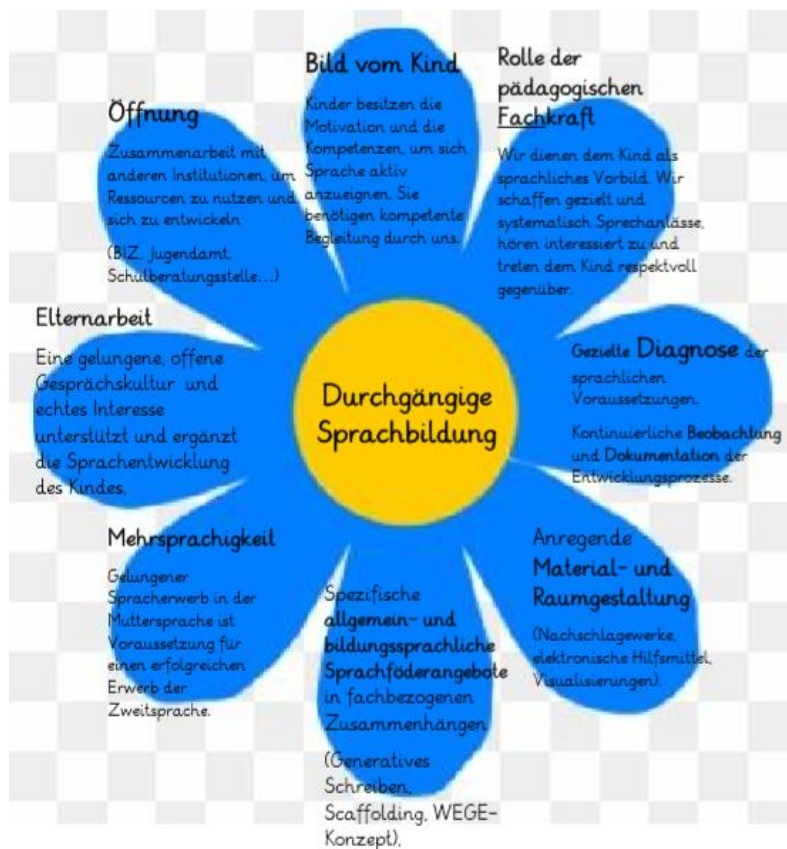 Bild vom Kind
Kinder besitzen die
Motivation und die
Kompetenzen, um sich
Sprache aktiv
anzueignen. Sie
benötigen kompetente
Begleitung durch uns.
Rolle der
pädagogischen
Fachkraft
Wir dienen dem Kind als
sprachliches Vorbild. Wir
schaffen gezielt und
systematisch Sprechanlässe,
hören interessiert zu und
treten dem Kind respektvoll
gegenüber.
Gezielte Diagnose der
sprachlichen
Voraussetzungen.
Kontinuierliche Beobachtung
und Dokumentation der
Entwicklungsprozesse.
Anregende
Material- und
Raumgestaltung
(Nachschlagewerke,
elektronische Hilfsmittel,
Visualisierungen).
Spezifische
allgemein- und
bildungssprachliche
Sprachföderangebote
in fachbezogenen
Zusammenhängen
(Generatives
Schreiben,
Scaffolding, WEGE-
Konzept),
Mehrsprachigkeit
Gelungener
Spracherwerb in der
Muttersprache ist
Voraussetzung für
einen erfolgreichen
Erwerb der
Zweitsprache.
Elternarbeit
Eine gelungene, offene
Gesprächskultur und
echtes Interesse
unterstützt und ergänzt
die Sprachentwicklung
des Kindes,
Öffnung
Zusammenarbeit mit
anderen Institutionen, um
Ressourcen zu nutzen und
sich zu entwickeln
(BIZ, Jugendamt,
Schulberatungsstelle...)
Durchgängige
Sprachbildung